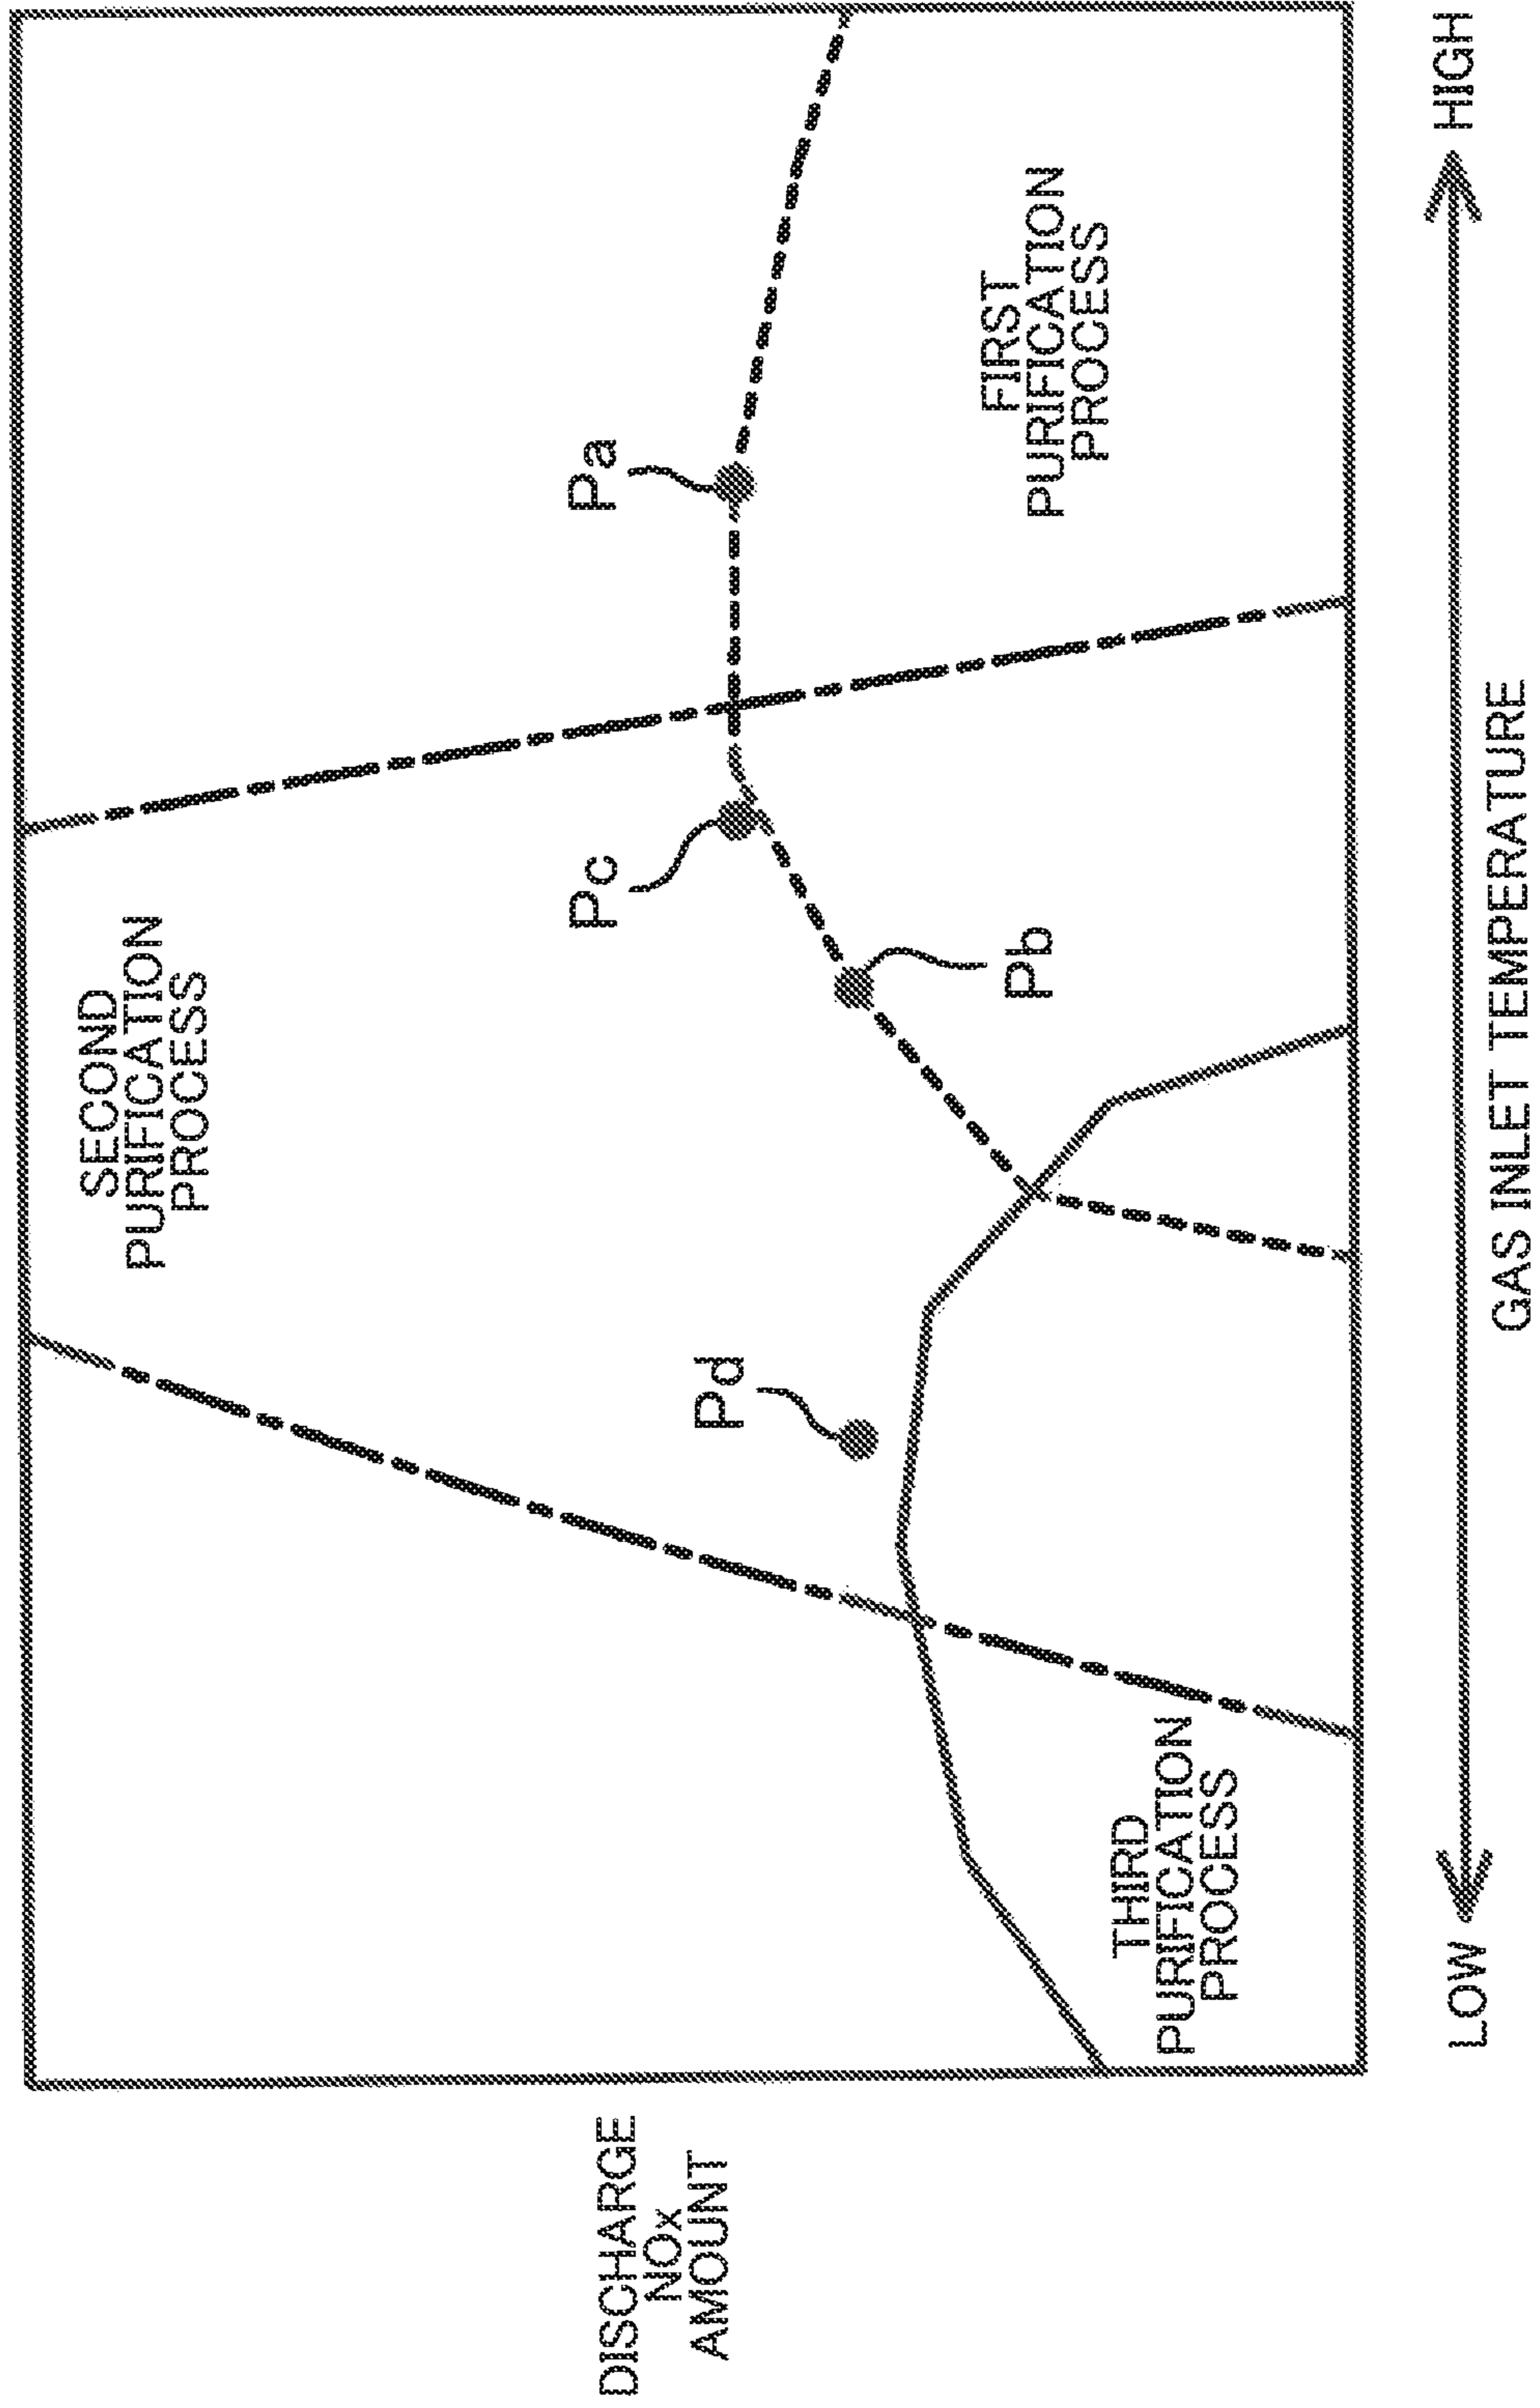 DISCHARGE
NOx
AMOUNT
SECOND
PURIFICATION
PROCESS
Pa
Pc
Pd
Pb
FIRST
PURIFICATION
PROCESS
THIRD
PURIFICATION
PROCESS
LOW
HIGH
GAS INLET TEMPERATURE